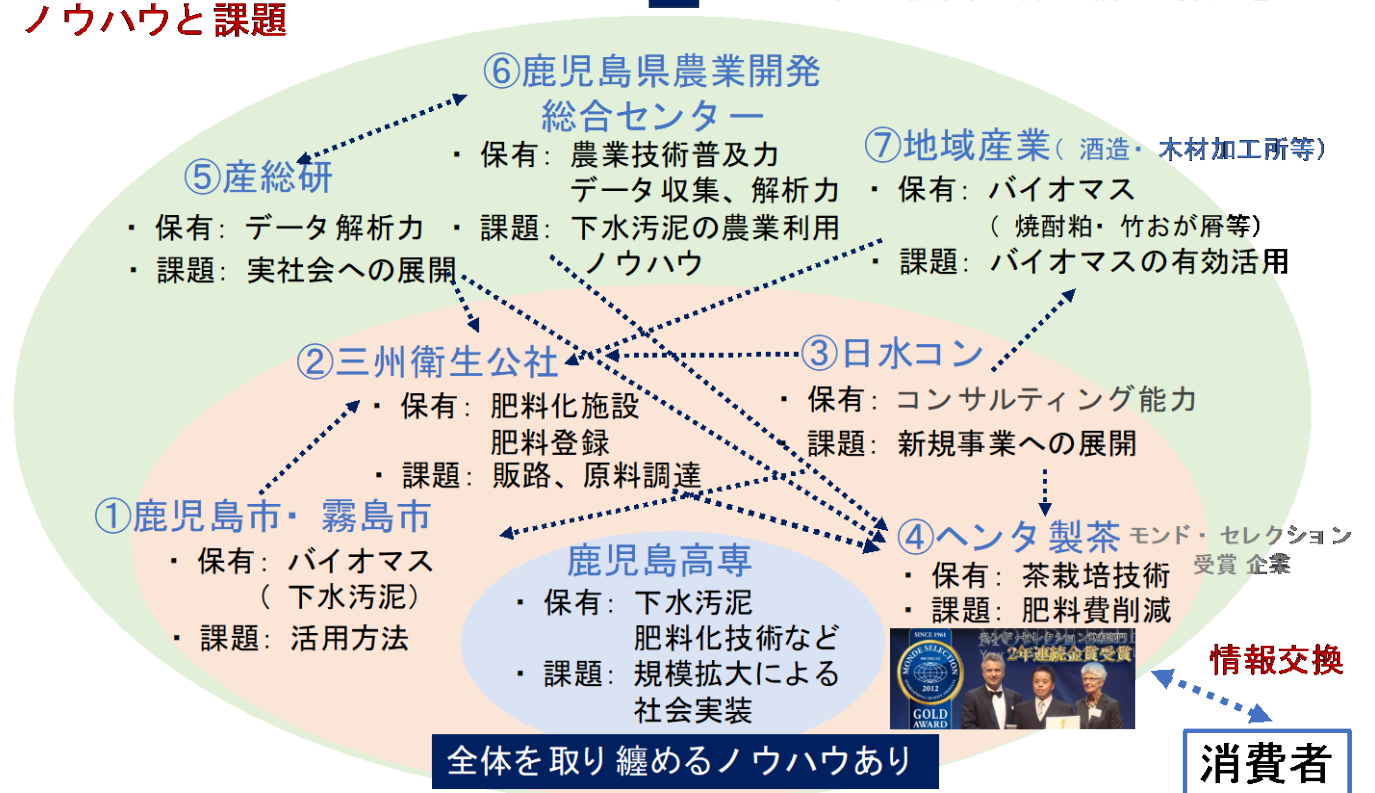 ノウハウと課題
⑥鹿児島県農業開発
総合センター
・保有：農業技術普及力
データ収集、解析力
・課題：下水汚泥の農業利用
ノウハウ
⑦地域産業(酒造・木材加工所等)
・保有：バイオマス
(焼酎粕・竹おが屑等)
・課題：バイオマスの有効活用
⑤産総研
・保有：データ解析力
・課題：実社会への展開
②三州衛生公社
・保有：肥料化施設
肥料登録
・課題：販路、原料調達
③日水コン
・保有：コンサルティング能力
・課題：新規事業への展開
①鹿児島市・霧島市
・保有：バイオマス
(下水汚泥)
・課題：活用方法
鹿児島高専
・保有：下水汚泥
肥料化技術など
・課題：規模拡大による
社会実装
④ヘンタ製茶 モンド・セレクション
受賞企業
・保有：茶栽培技術
・課題：肥料費削減
SINCE 1961
MONDE SELECTION
2012
GOLD
AWARD
2年連続金賞受賞
情報交換
消費者
全体を取り纏めるノウハウあり